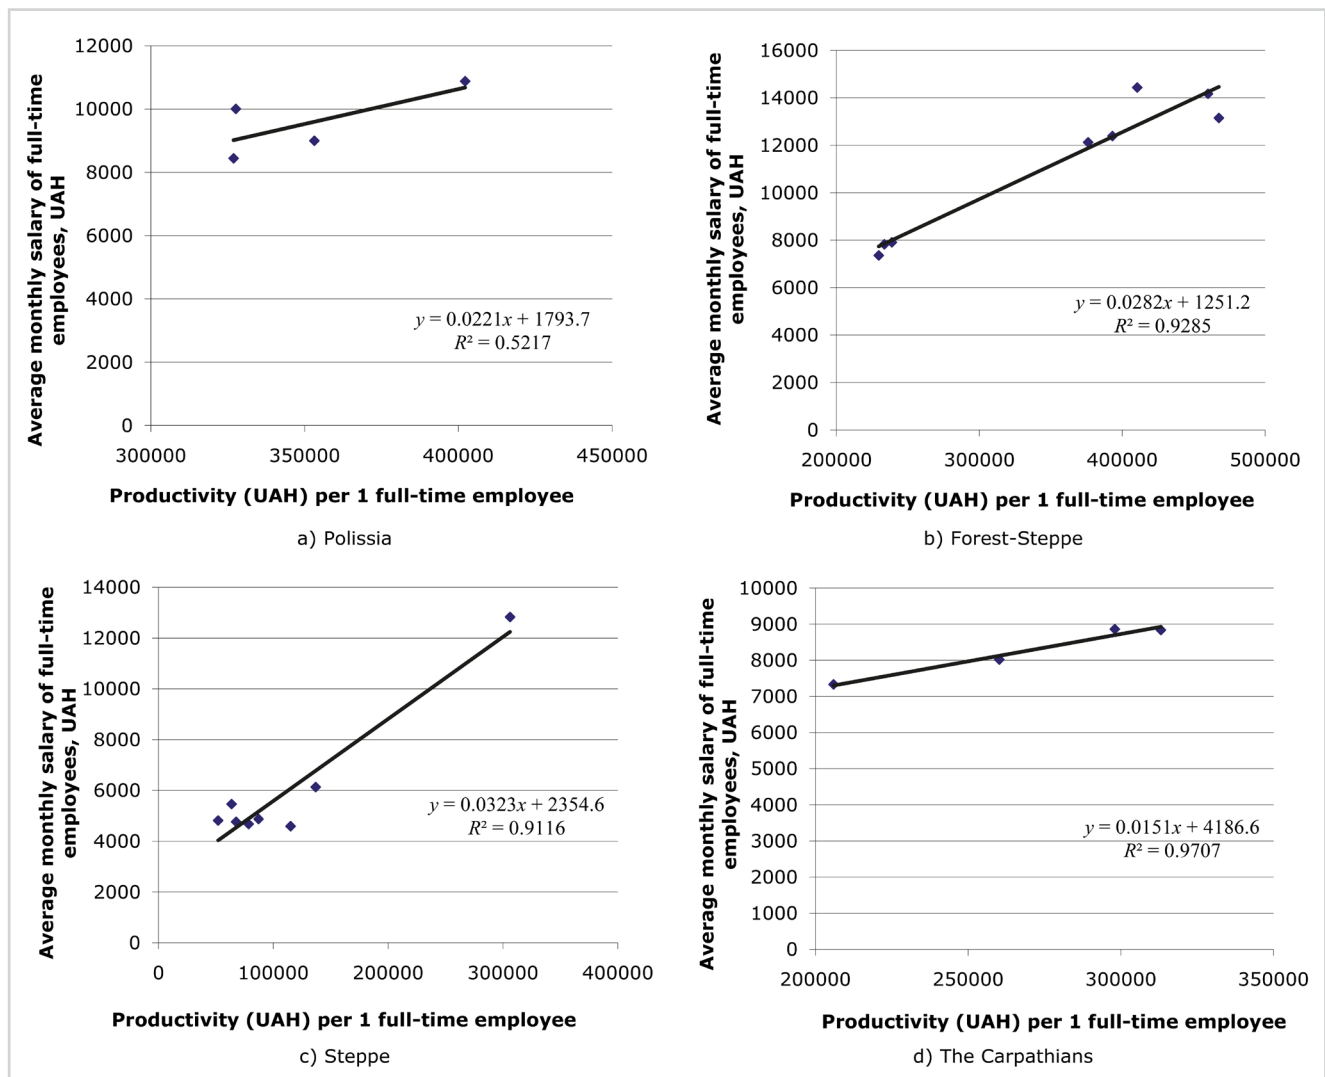 12000
10000
8000
6000
4000
2000
0
300000 350000 400000 450000
Average monthly salary of full-time
employees, UAH
y = 0.0221x + 1793.7
R² = 0.5217
Productivity (UAH) per 1 full-time employee
a) Polissia
16000
14000
12000
10000
8000
6000
4000
2000
0
200000 300000 400000 500000
Average monthly salary of full-time
employees, UAH
y = 0.0282x + 1251.2
R² = 0.9285
Productivity (UAH) per 1 full-time employee
b) Forest-Steppe
14000
12000
10000
8000
6000
4000
2000
0
0 100000 200000 300000 400000
Average monthly salary of full-time
employees, UAH
y = 0.0323x + 2354.6
R² = 0.9116
Productivity (UAH) per 1 full-time employee
c) Steppe
10000
9000
8000
7000
6000
5000
4000
3000
2000
1000
0
200000 250000 300000 350000
Average monthly salary of full-time
employees, UAH
y = 0.0151x + 4186.6
R² = 0.9707
Productivity (UAH) per 1 full-time employee
d) The Carpathians